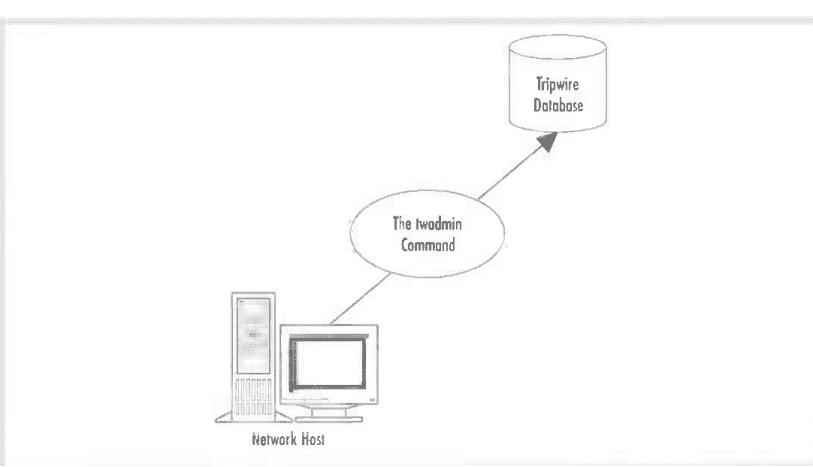 Tripwire
Database
The twadmin
Command
Network Host